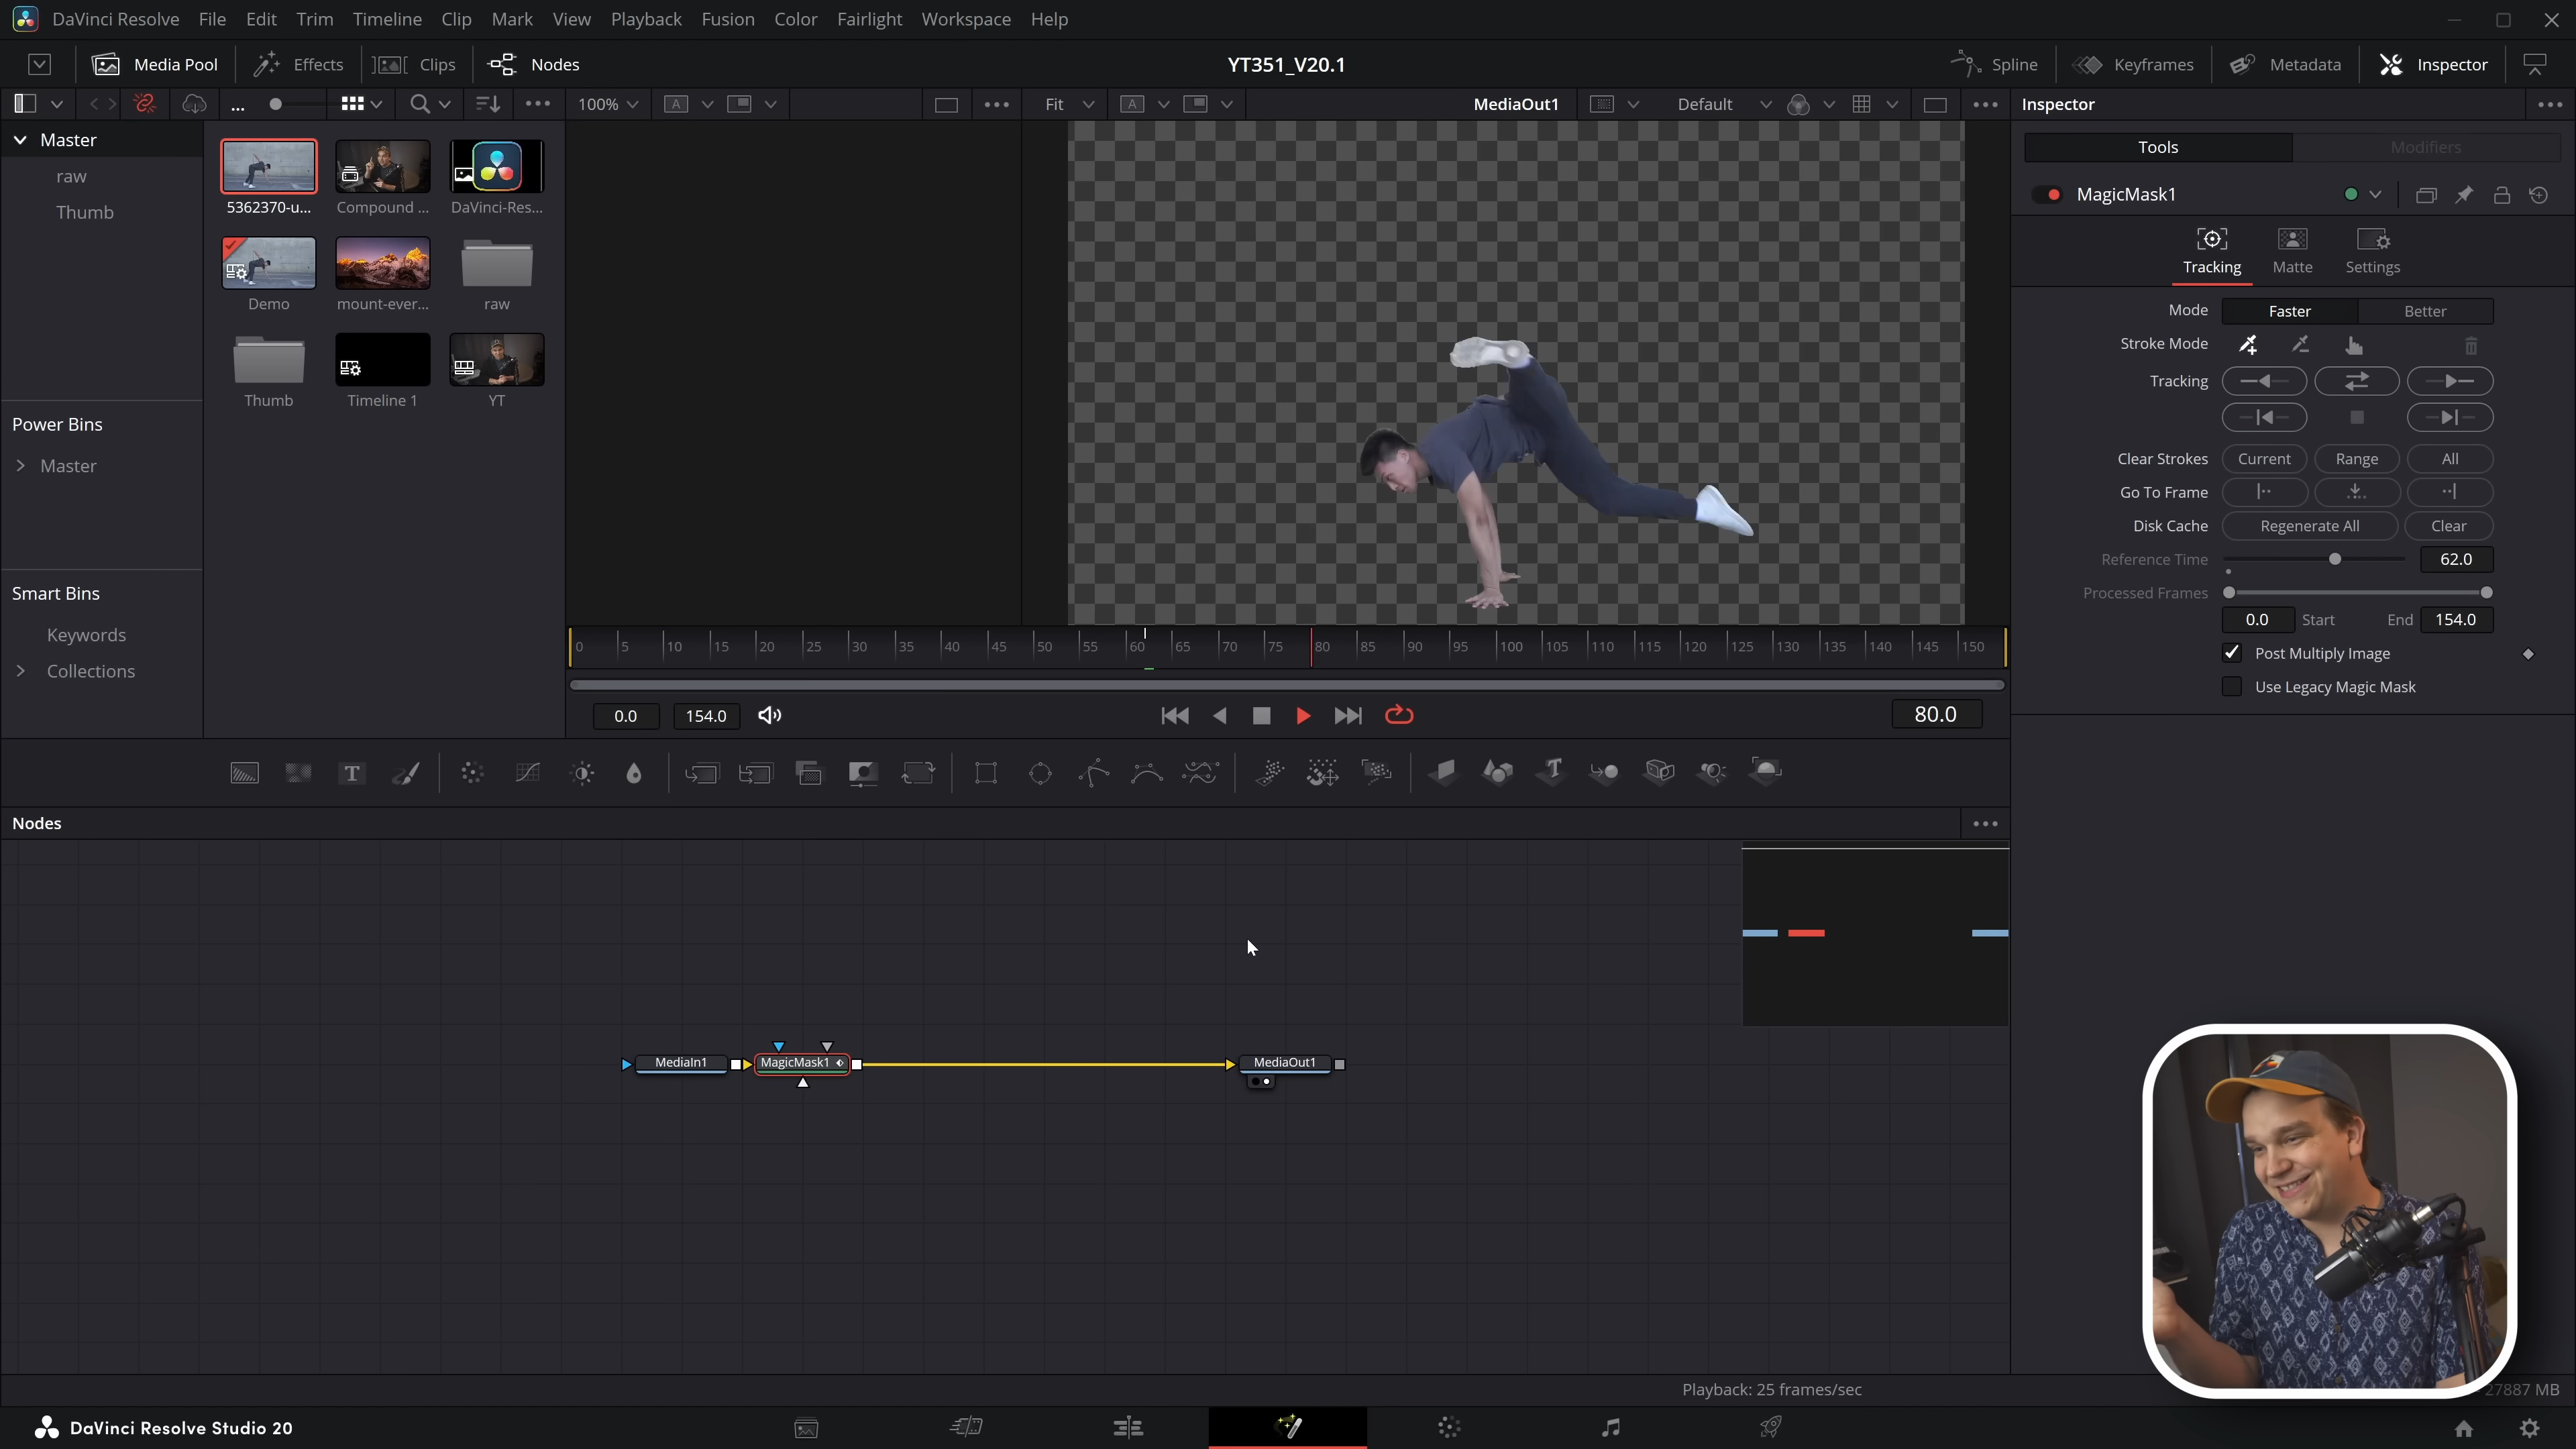 DaVinci Resolve File Edit Trim Timeline Clip Mark View Playback Fusion Color Fairlight Workspace Help
Media Pool Effects Clips Nodes YT351_V20.1 Spline Keyframes Metadata Inspector
... 100% Fit MediaOut1 Default Inspector
Master
raw
Thumb
5362370-u... Compound ... DaVinci-Res...
Demo mount-ever... raw
Thumb Timeline 1 YT
Power Bins
Master
Smart Bins
Keywords
Collections
0 5 10 15 20 25 30 35 40 45 50 55 60 65 70 75 80 85 90 95 100 105 110 115 120 125 130 135 140 145 150
0.0 154.0 80.0
Tools Modifiers
MagicMask1
Tracking Matte Settings
Mode Faster Better
Stroke Mode
Tracking
Clear Strokes Current Range All
Go To Frame
Disk Cache Regenerate All Clear
Reference Time 62.0
Processed Frames
0.0 Start End 154.0
Post Multiply Image
Use Legacy Magic Mask
T
Nodes
MediaIn1 MagicMask1 MediaOut1
Playback: 25 frames/sec
27887 MB
DaVinci Resolve Studio 20